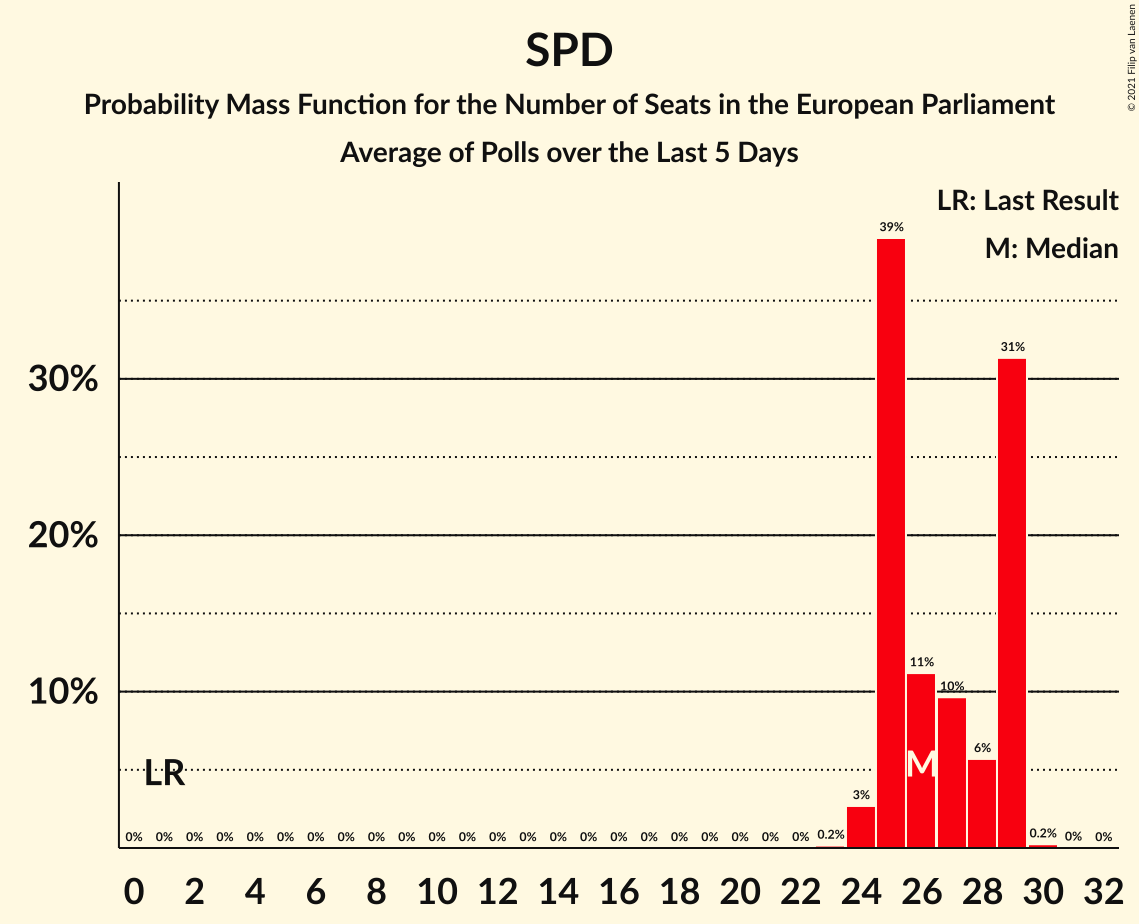 SPD
Probability Mass Function for the Number of Seats in the European Parliament
Average of Polls over the Last 5 Days
© 2021 Filip van Laenen
LR: Last Result
M: Median
39%
31%
30%
20%
11%
10%
10%
6%
M
LR
3%
0% 0% 0% 0% 0% 0% 0% 0% 0% 0% 0% 0% 0% 0% 0% 0% 0% 0% 0% 0% 0% 0% 0% 0.2% 0.2% 0% 0%
0 2 4 6 8 10 12 14 16 18 20 22 24 26 28 30 32